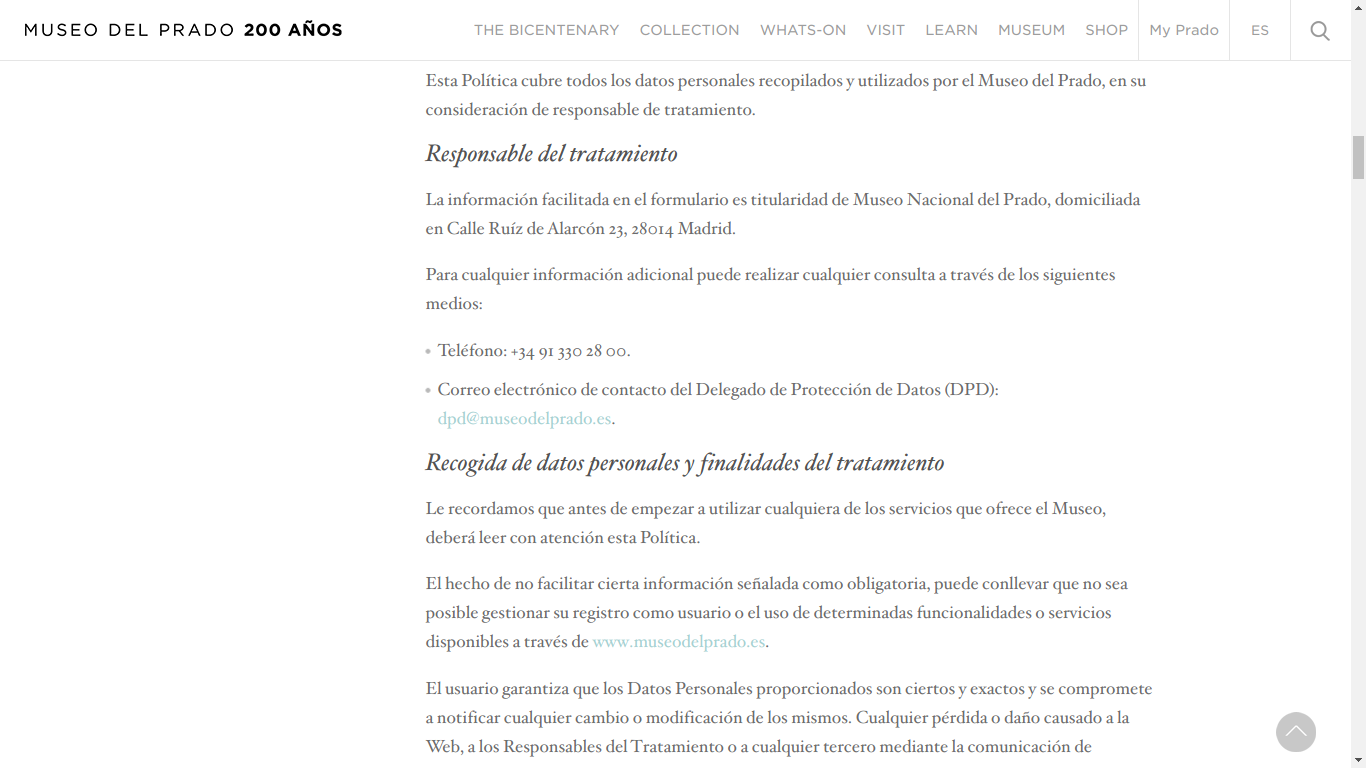 MUSEO DEL PRADO 200 AÑOS
THE BICENTENARY COLLECTION WHATS-ON VISIT LEARN MUSEUM SHOP My Prado ES
Esta Política cubre todos los datos personales recopilados y utilizados por el Museo del Prado, en su
consideración de responsable de tratamiento.
Responsable del tratamiento
La información facilitada en el formulario es titularidad de Museo Nacional del Prado, domiciliada
en Calle Ruíz de Alarcón 23, 28014 Madrid.
Para cualquier información adicional puede realizar cualquier consulta a través de los siguientes
medios:
• Teléfono: +34 91 330 28 00.
• Correo electrónico de contacto del Delegado de Protección de Datos (DPD):
dpd@museodelprado.es.
Recogida de datos personales y finalidades del tratamiento
Le recordamos que antes de empezar a utilizar cualquiera de los servicios que ofrece el Museo,
deberá leer con atención esta Política.
El hecho de no facilitar cierta información señalada como obligatoria, puede conllevar que no sea
posible gestionar su registro como usuario o el uso de determinadas funcionalidades o servicios
disponibles a través de www.museodelprado.es.
El usuario garantiza que los Datos Personales proporcionados son ciertos y exactos y se compromete
a notificar cualquier cambio o modificación de los mismos. Cualquier pérdida o daño causado a la
Web, a los Responsables del Tratamiento o a cualquier tercero mediante la comunicación de